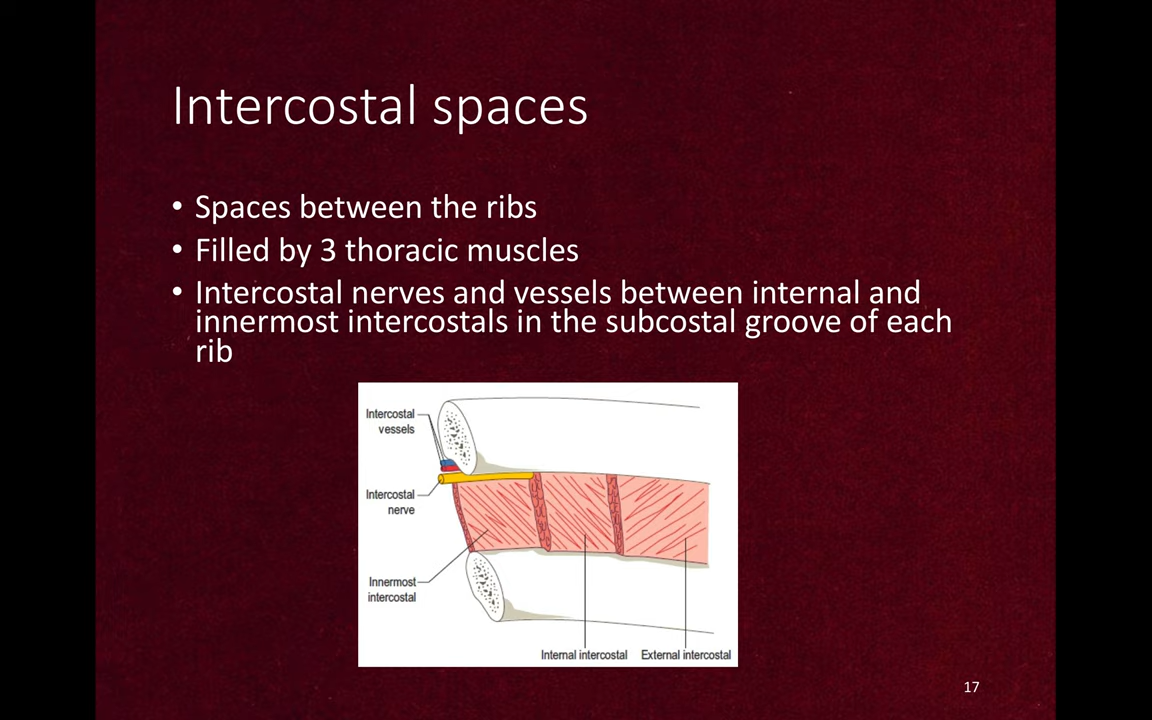 Intercostal spaces
• Spaces between the ribs
• Filled by 3 thoracic muscles
• Intercostal nerves and vessels between internal and
innermost intercostals in the subcostal groove of each
rib
Intercostal
vessels
Intercostal
nerve
Innermost
intercostal
Internal intercostal
External intercostal
17